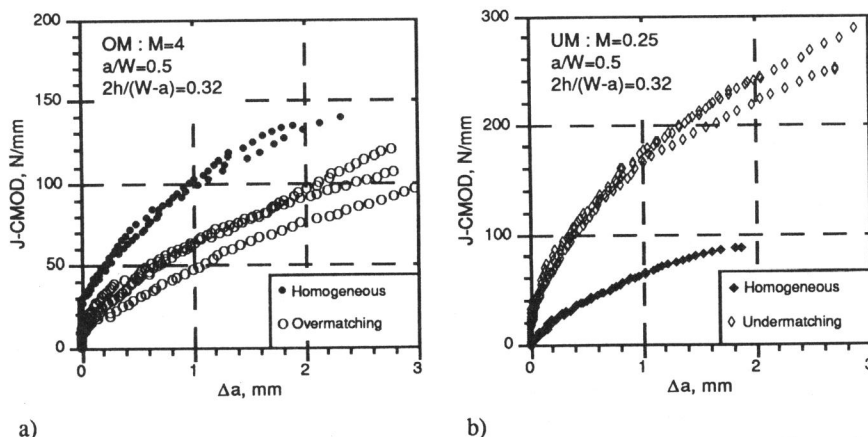 OM : M=4
a/W=0.5
2h/(W-a)=0.32
J-CMOD, N/mm
200
150
100
50
0
0
1
2
3
Δa, mm
Homogeneous
Overmatching
a)
UM : M=0.25
a/W=0.5
2h/(W-a)=0.32
J-CMOD, N/mm
300
200
100
0
0
1
2
3
Δa, mm
Homogeneous
Undermatching
b)